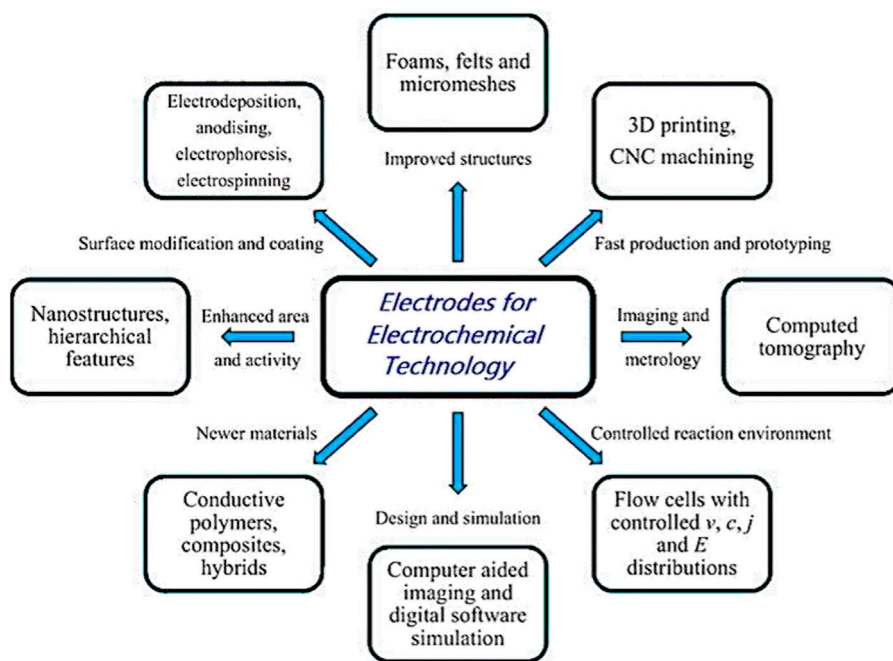 Foams, felts and
micromeshes
Electrodeposition,
anodising,
electrophoresis,
electrospinning
3D printing,
CNC machining
Improved structures
Surface modification and coating
Fast production and prototyping
Nanostructures,
hierarchical
features
Enhanced area
and activity
Electrodes for
Electrochemical
Technology
Imaging and
metrology
Computed
tomography
Newer materials
Controlled reaction environment
Conductive
polymers,
composites,
hybrids
Design and simulation
Computer aided
imaging and
digital software
simulation
Flow cells with
controlled v, c, j
and E
distributions